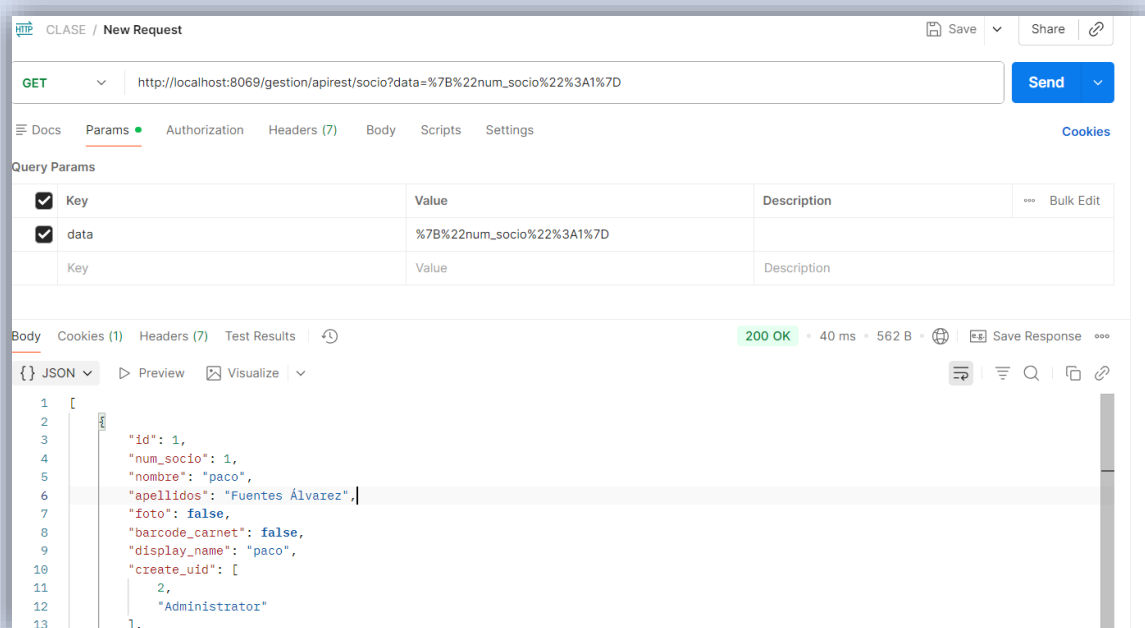 HTTP CLASE / New Request Save Share
GET http://localhost:8069/gestion/apirest/socio?data=%7B%22num_socio%22%3A1%7D Send
Docs Params Authorization Headers (7) Body Scripts Settings Cookies
Query Params
Key Value Description Bulk Edit
data %7B%22num_socio%22%3A1%7D
Key Value Description
Body Cookies (1) Headers (7) Test Results 200 OK 40 ms 562 B e.g. Save Response
{} JSON Preview Visualize
1 [
2 {
3 "id": 1,
4 "num_socio": 1,
5 "nombre": "paco",
6 "apellidos": "Fuentes Álvarez",
7 "foto": false,
8 "barcode_carnet": false,
9 "display_name": "paco",
10 "create_uid": [
11 2,
12 "Administrator"
13 ],